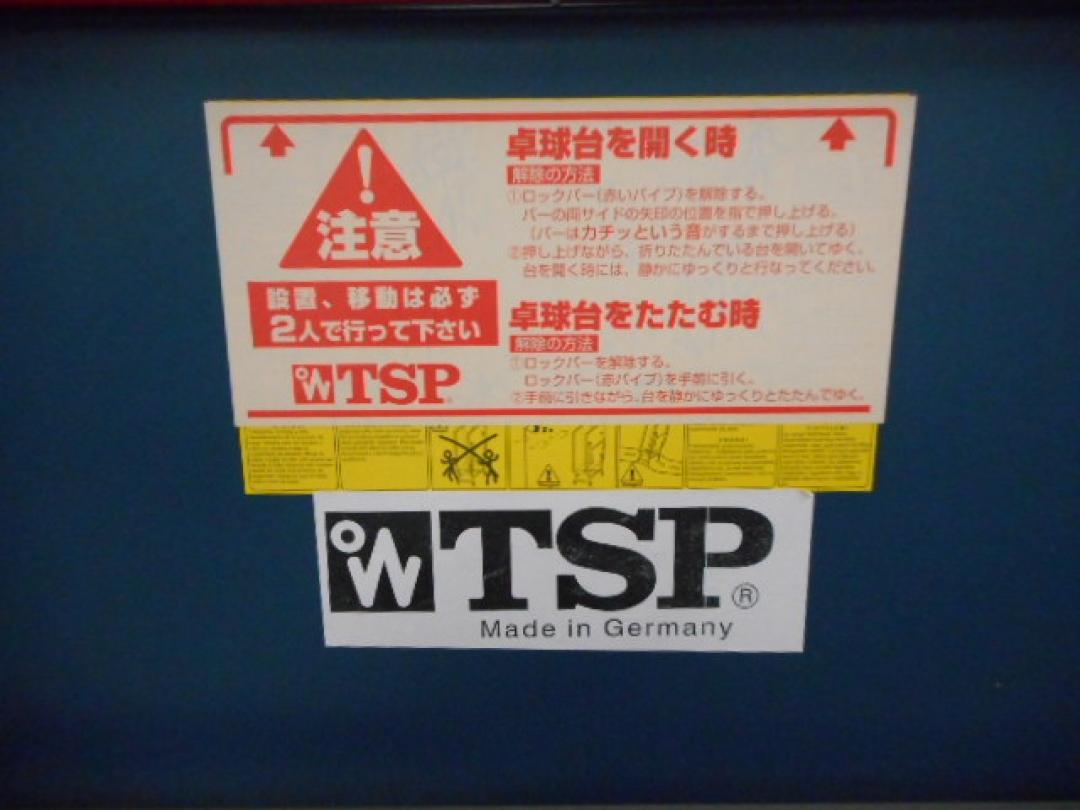 !
注意
設置、移動は必ず
2人で行って下さい
TSP
卓球台を開く時
解除の方法
①ロックバー(赤いパイプ)を解除する。
バーの両サイドの矢印の位置を指で押し上げる。
(バーはカチッという音がするまで押し上げる)
②押し上げながら、折りたたんでいる台を開いてゆく。
台を開く時には、静かにゆっくりと行なってください。
卓球台をたたむ時
解除の方法
①ロックバーを解除する。
ロックバー(赤パイプ)を手前に引く。
②手前に引きながら、台を静かにゆっくりとたたんでゆく。
TSP®
Made in Germany